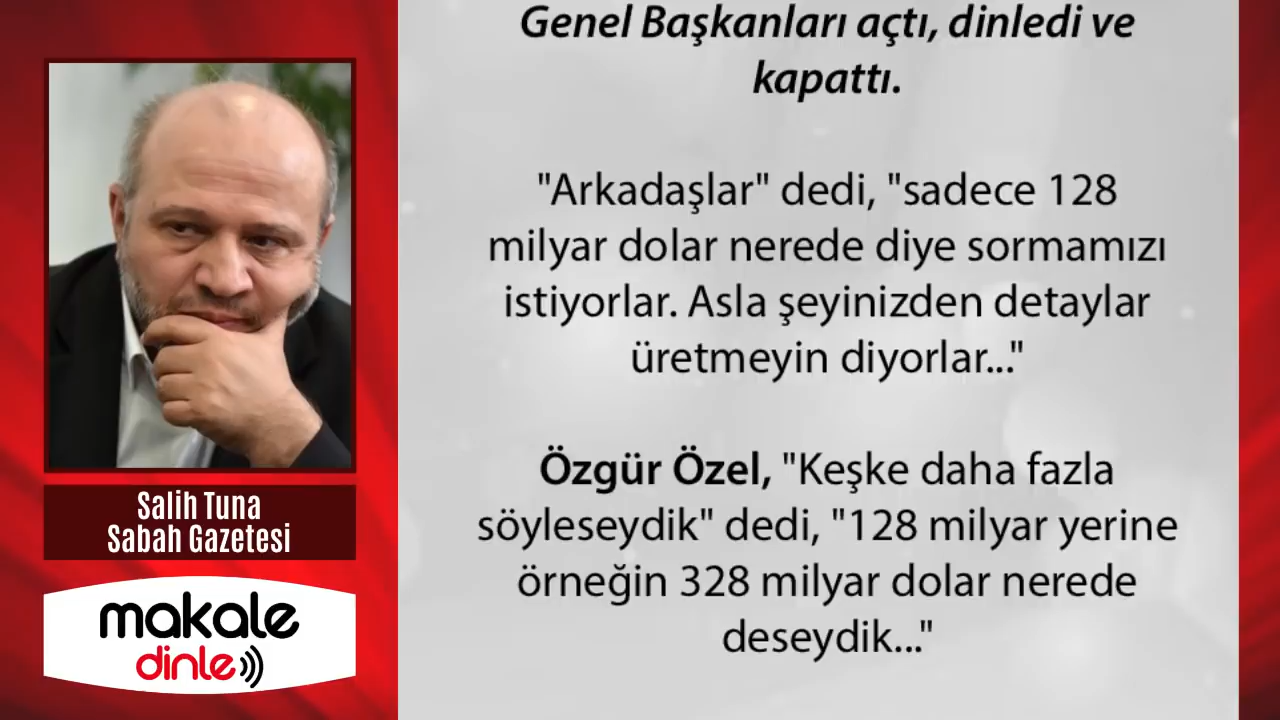 Genel Başkanları açtı, dinledi ve
kapattı.
"Arkadaşlar" dedi, "sadece 128
milyar dolar nerede diye sormamızı
istiyorlar. Asla şeyinizden detaylar
üretmeyin diyorlar..."
Özgür Özel, "Keşke daha fazla
söyleseydik" dedi, "128 milyar yerine
örneğin 328 milyar dolar nerede
deseydik..."
Salih Tuna
Sabah Gazetesi
makale
dinle